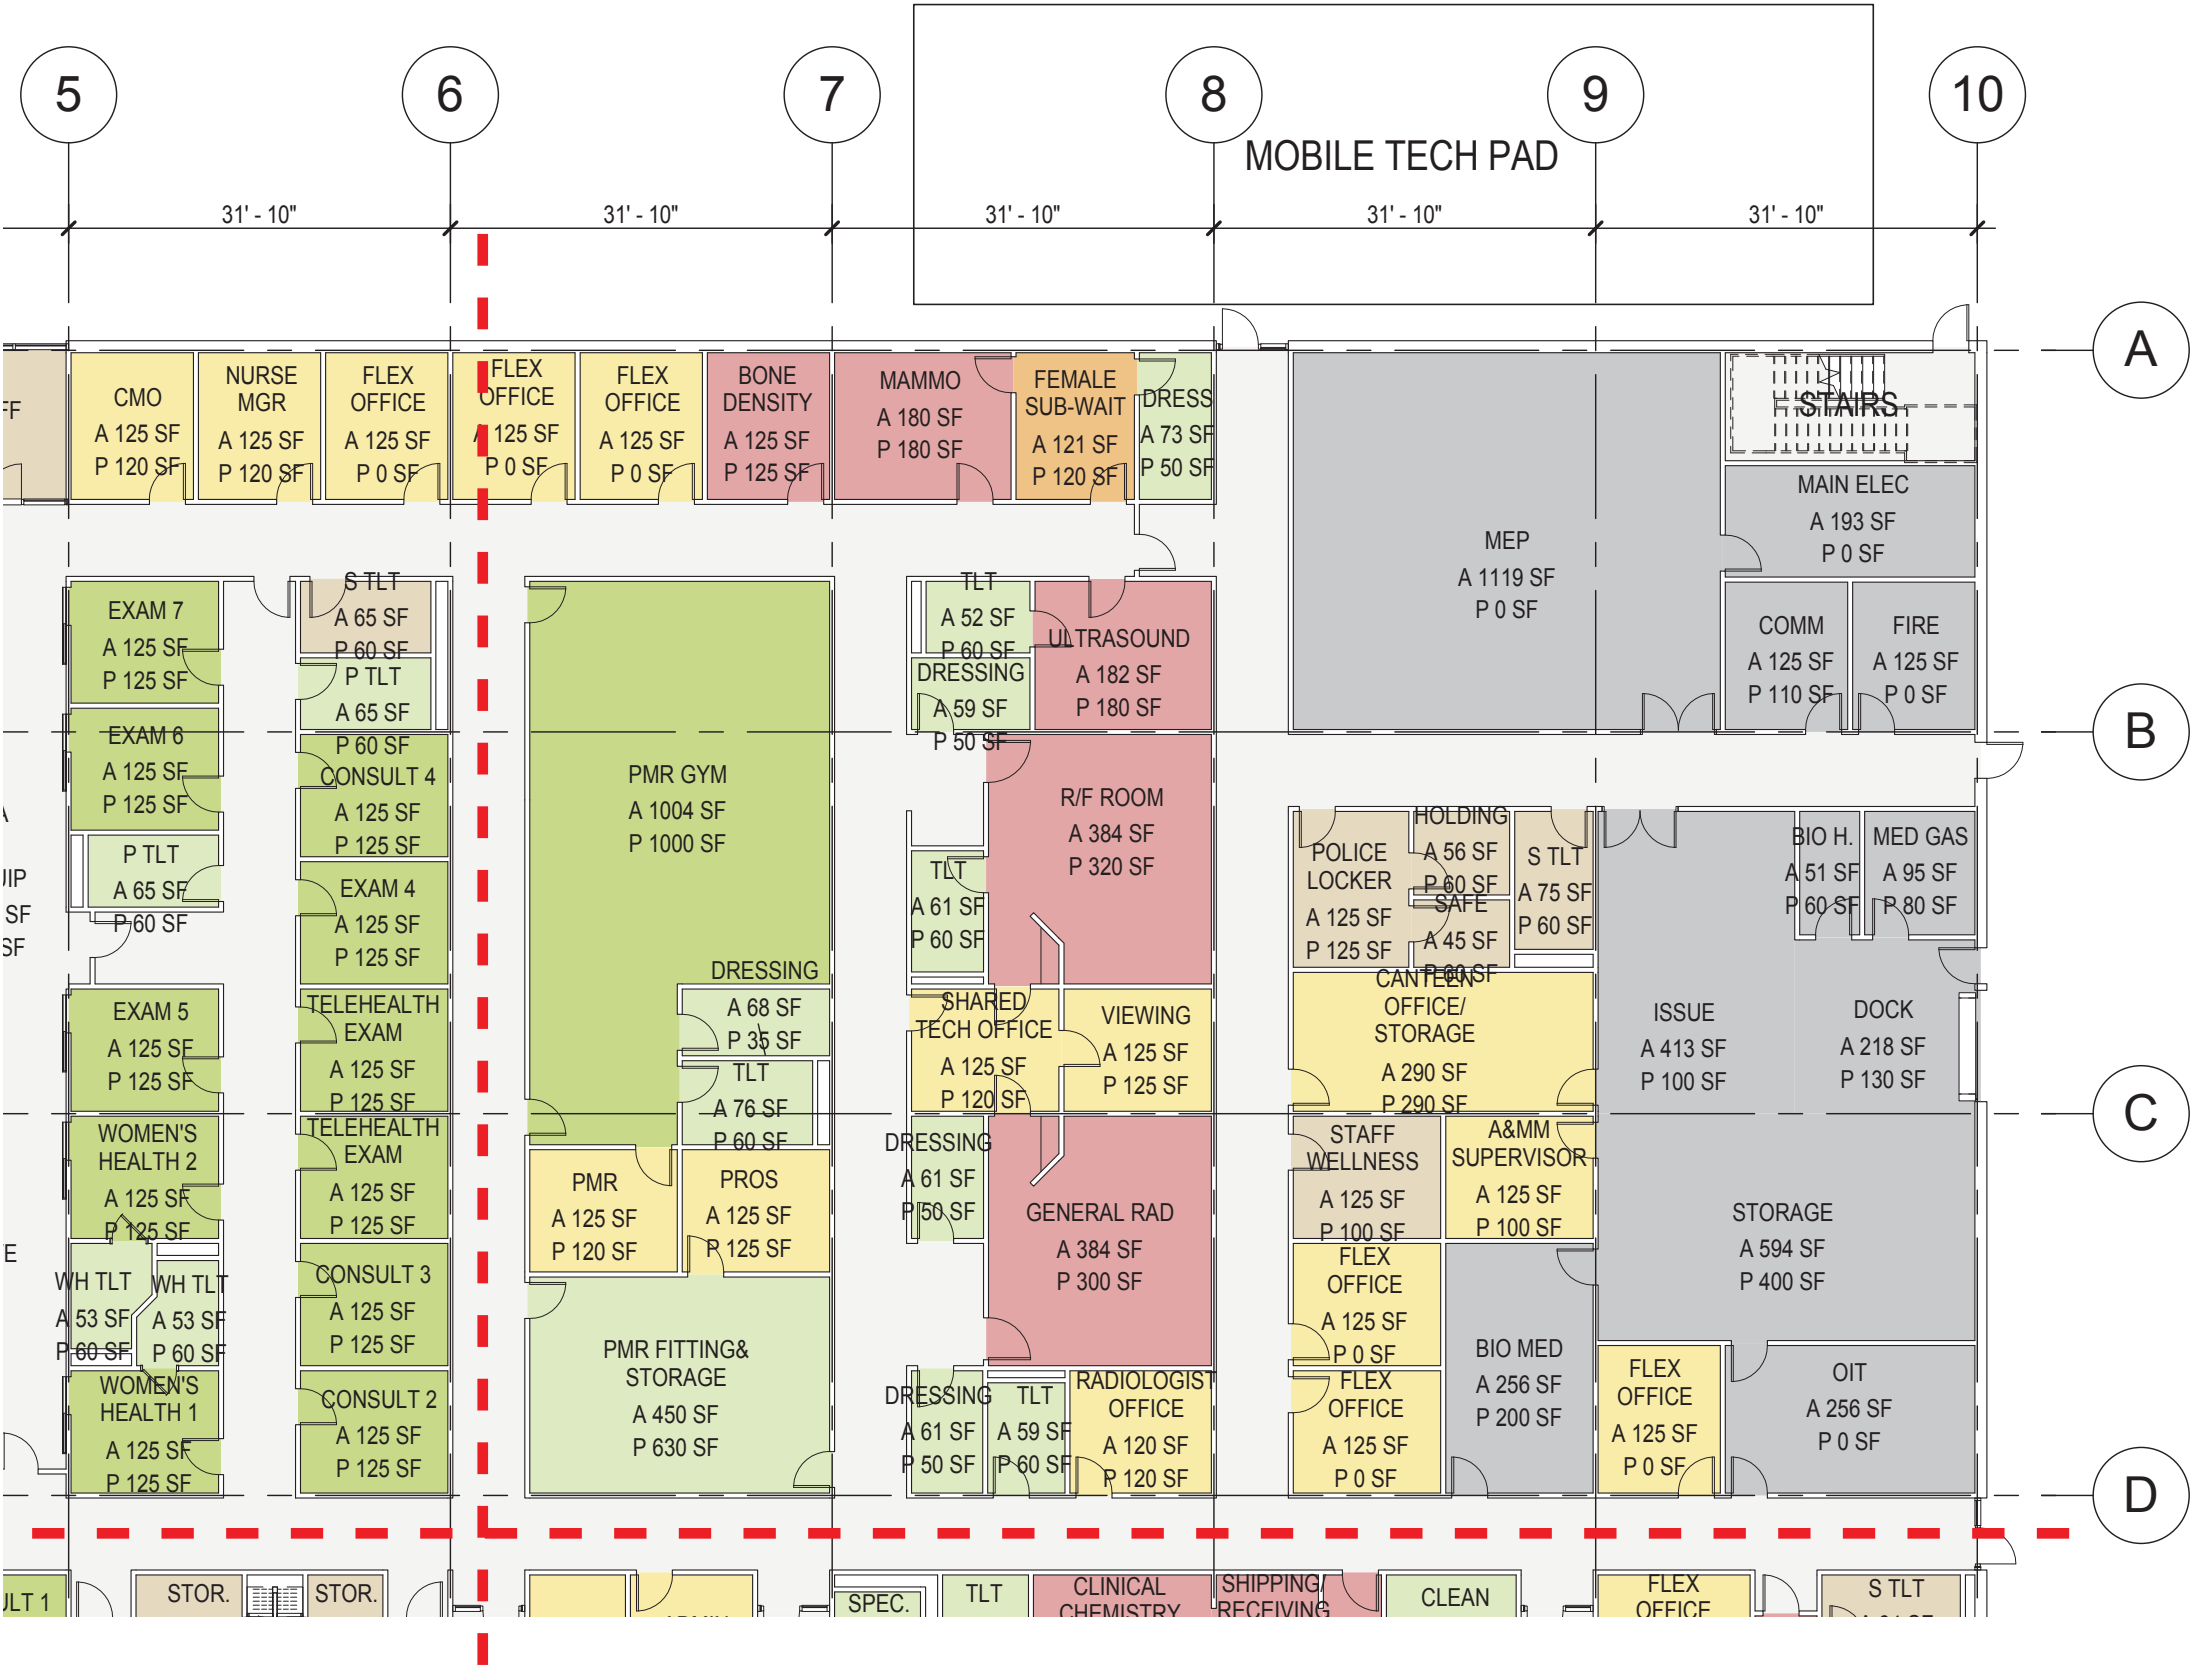 5
6
7
8
9
10
MOBILE TECH PAD
31' - 10"
31' - 10"
31' - 10"
31' - 10"
31' - 10"
A
B
C
D
FF
CMO
A 125 SF
P 120 SF
NURSE
MGR
A 125 SF
P 120 SF
FLEX
OFFICE
A 125 SF
P 0 SF
FLEX
OFFICE
A 125 SF
P 0 SF
FLEX
OFFICE
A 125 SF
P 0 SF
BONE
DENSITY
A 125 SF
P 125 SF
MAMMO
A 180 SF
P 180 SF
FEMALE
SUB-WAIT
A 121 SF
P 120 SF
DRESS
A 73 SF
P 50 SF
STAIRS
MEP
A 1119 SF
P 0 SF
MAIN ELEC
A 193 SF
P 0 SF
COMM
A 125 SF
P 110 SF
FIRE
A 125 SF
P 0 SF
EXAM 7
A 125 SF
P 125 SF
EXAM 6
A 125 SF
P 125 SF
P TLT
A 65 SF
P 60 SF
EXAM 5
A 125 SF
P 125 SF
WOMEN'S
HEALTH 2
A 125 SF
P 125 SF
WH TLT
A 53 SF
P 60 SF
WH TLT
A 53 SF
P 60 SF
WOMEN'S
HEALTH 1
A 125 SF
P 125 SF
S TLT
A 65 SF
P 60 SF
P TLT
A 65 SF
P 60 SF
CONSULT 4
A 125 SF
P 125 SF
EXAM 4
A 125 SF
P 125 SF
TELEHEALTH
EXAM
A 125 SF
P 125 SF
TELEHEALTH
EXAM
A 125 SF
P 125 SF
CONSULT 3
A 125 SF
P 125 SF
CONSULT 2
A 125 SF
P 125 SF
PMR GYM
A 1004 SF
P 1000 SF
DRESSING
A 68 SF
P 35 SF
TLT
A 76 SF
P 60 SF
PMR
A 125 SF
P 120 SF
PROS
A 125 SF
P 125 SF
PMR FITTING&
STORAGE
A 450 SF
P 630 SF
TLT
A 52 SF
P 60 SF
DRESSING
A 59 SF
P 50 SF
ULTRASOUND
A 182 SF
P 180 SF
R/F ROOM
A 384 SF
P 320 SF
TLT
A 61 SF
P 60 SF
SHARED
TECH OFFICE
A 125 SF
P 120 SF
VIEWING
A 125 SF
P 125 SF
DRESSING
A 61 SF
P 50 SF
GENERAL RAD
A 384 SF
P 300 SF
DRESSING
A 61 SF
P 50 SF
TLT
A 59 SF
P 60 SF
RADIOLOGIST
OFFICE
A 120 SF
P 120 SF
POLICE
LOCKER
A 125 SF
P 125 SF
HOLDING
A 56 SF
P 60 SF
SAFE
A 45 SF
P 60 SF
S TLT
A 75 SF
P 60 SF
CANTEEN
OFFICE/
STORAGE
A 290 SF
P 290 SF
STAFF
WELLNESS
A 125 SF
P 100 SF
A&MM
SUPERVISOR
A 125 SF
P 100 SF
FLEX
OFFICE
A 125 SF
P 0 SF
FLEX
OFFICE
A 125 SF
P 0 SF
BIO MED
A 256 SF
P 200 SF
BIO H.
A 51 SF
P 60 SF
MED GAS
A 95 SF
P 80 SF
ISSUE
A 413 SF
P 100 SF
DOCK
A 218 SF
P 130 SF
STORAGE
A 594 SF
P 400 SF
FLEX
OFFICE
A 125 SF
P 0 SF
OIT
A 256 SF
P 0 SF
A
UIP
SF
SF
E
ULT 1
STOR.
STOR.
SPEC.
TLT
CLINICAL
CHEMISTRY
SHIPPING/
RECEIVING
CLEAN
FLEX
OFFICE
S TLT